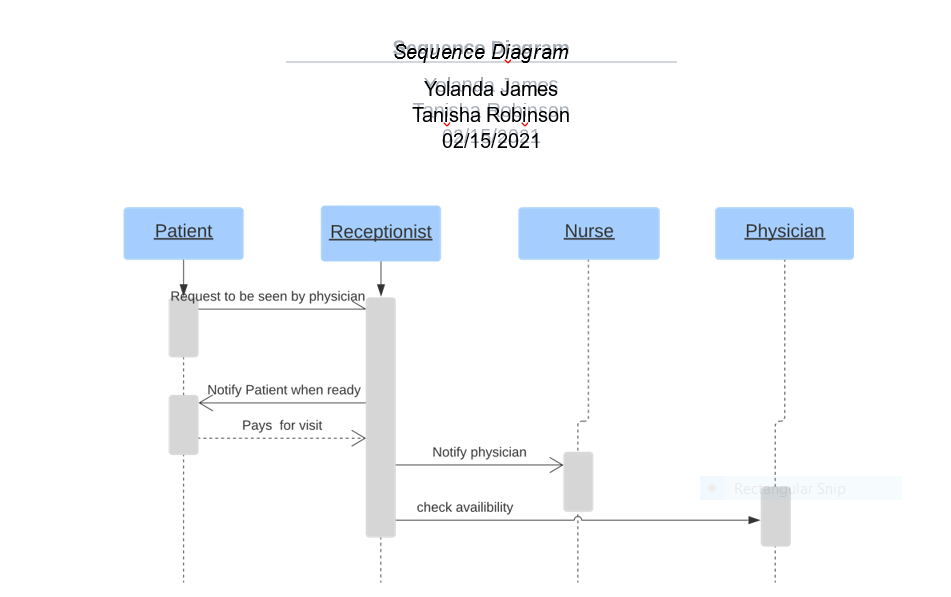 Sequence Diagram
Yolanda James
Tanisha Robinson
02/15/2021
Patient
Receptionist
Nurse
Physician
Request to be seen by physician
Notify Patient when ready
Pays for visit
Notify physician
Rectangular Snip
check availibility